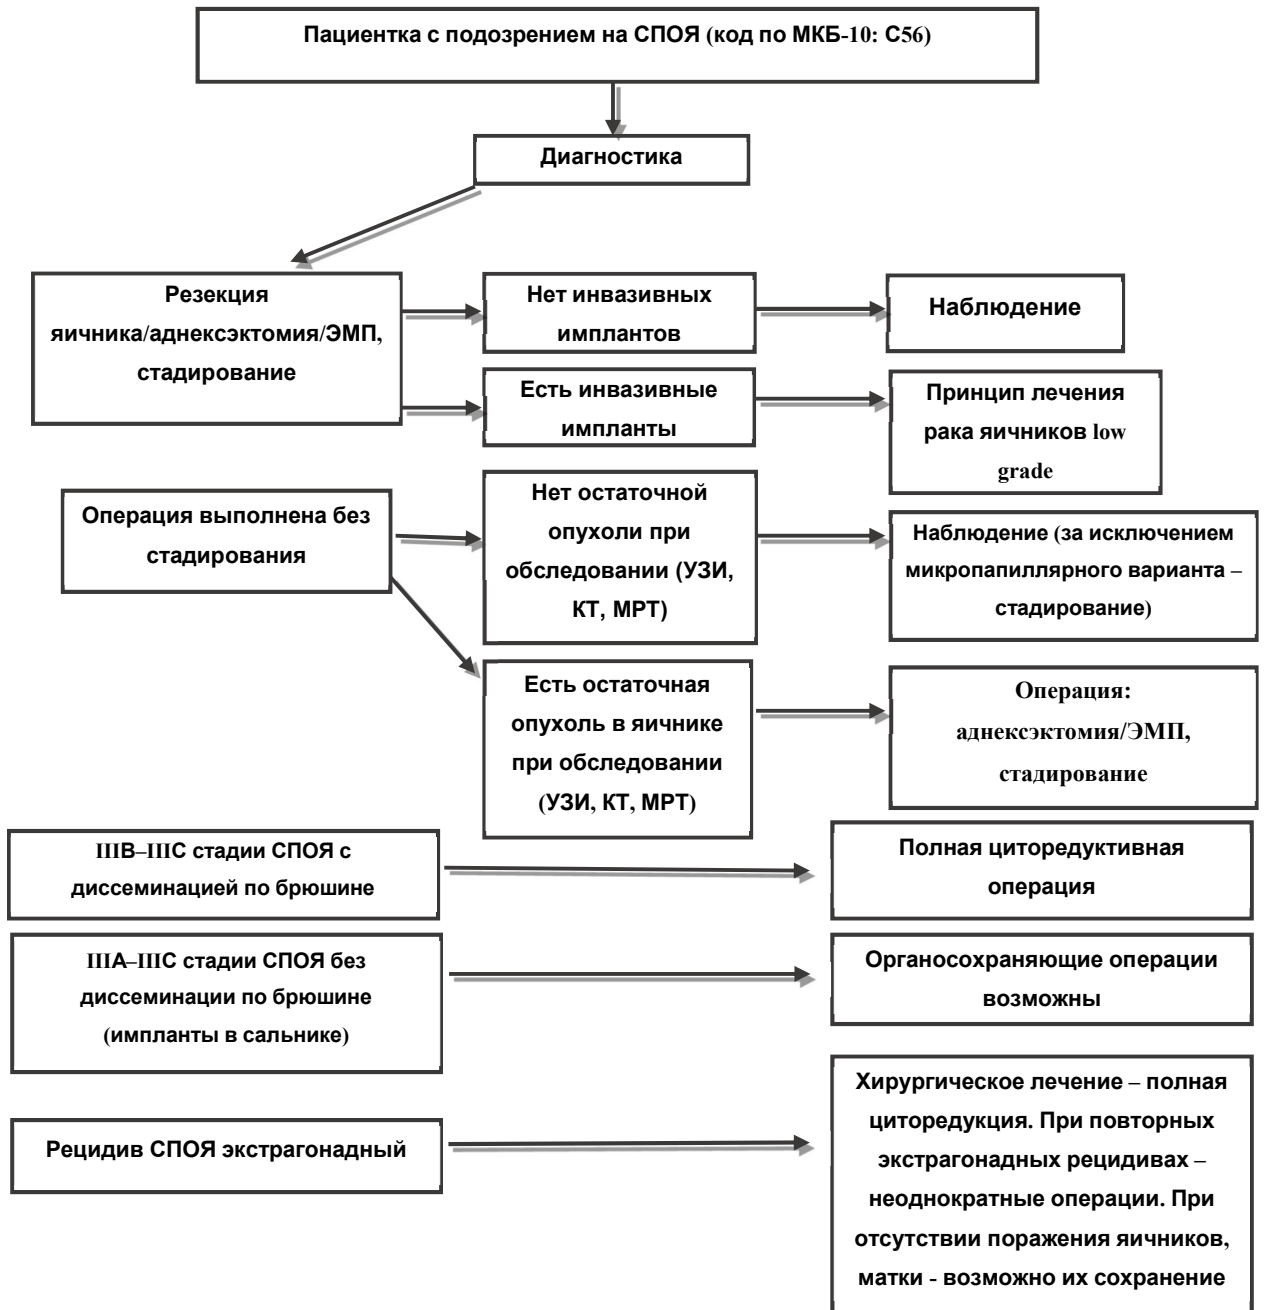 Пациентка с подозрением на СПОЯ (код по МКБ-10: С56)
Диагностика
Резекция
яичника/аднексэктомия/ЭМП,
стадирование
Нет инвазивных
имплантов
Наблюдение
Есть инвазивные
импланты
Принцип лечения
рака яичников low
grade
Операция выполнена без
стадирования
Нет остаточной
опухоли при
обследовании (УЗИ,
КТ, МРТ)
Наблюдение (за исключением
микропапиллярного варианта –
стадирование)
Есть остаточная
опухоль в яичнике
при обследовании
(УЗИ, КТ, МРТ)
Операция:
аднексэктомия/ЭМП,
стадирование
IIIB–IIIC стадии СПОЯ с
диссеминацией по брюшине
Полная циторедуктивная
операция
IIIA–IIIC стадии СПОЯ без
диссеминации по брюшине
(импланты в сальнике)
Органосохраняющие операции
возможны
Рецидив СПОЯ экстрагонадный
Хирургическое лечение – полная
циторедукция. При повторных
экстрагонадных рецидивах –
неоднократные операции. При
отсутствии поражения яичников,
матки - возможно их сохранение